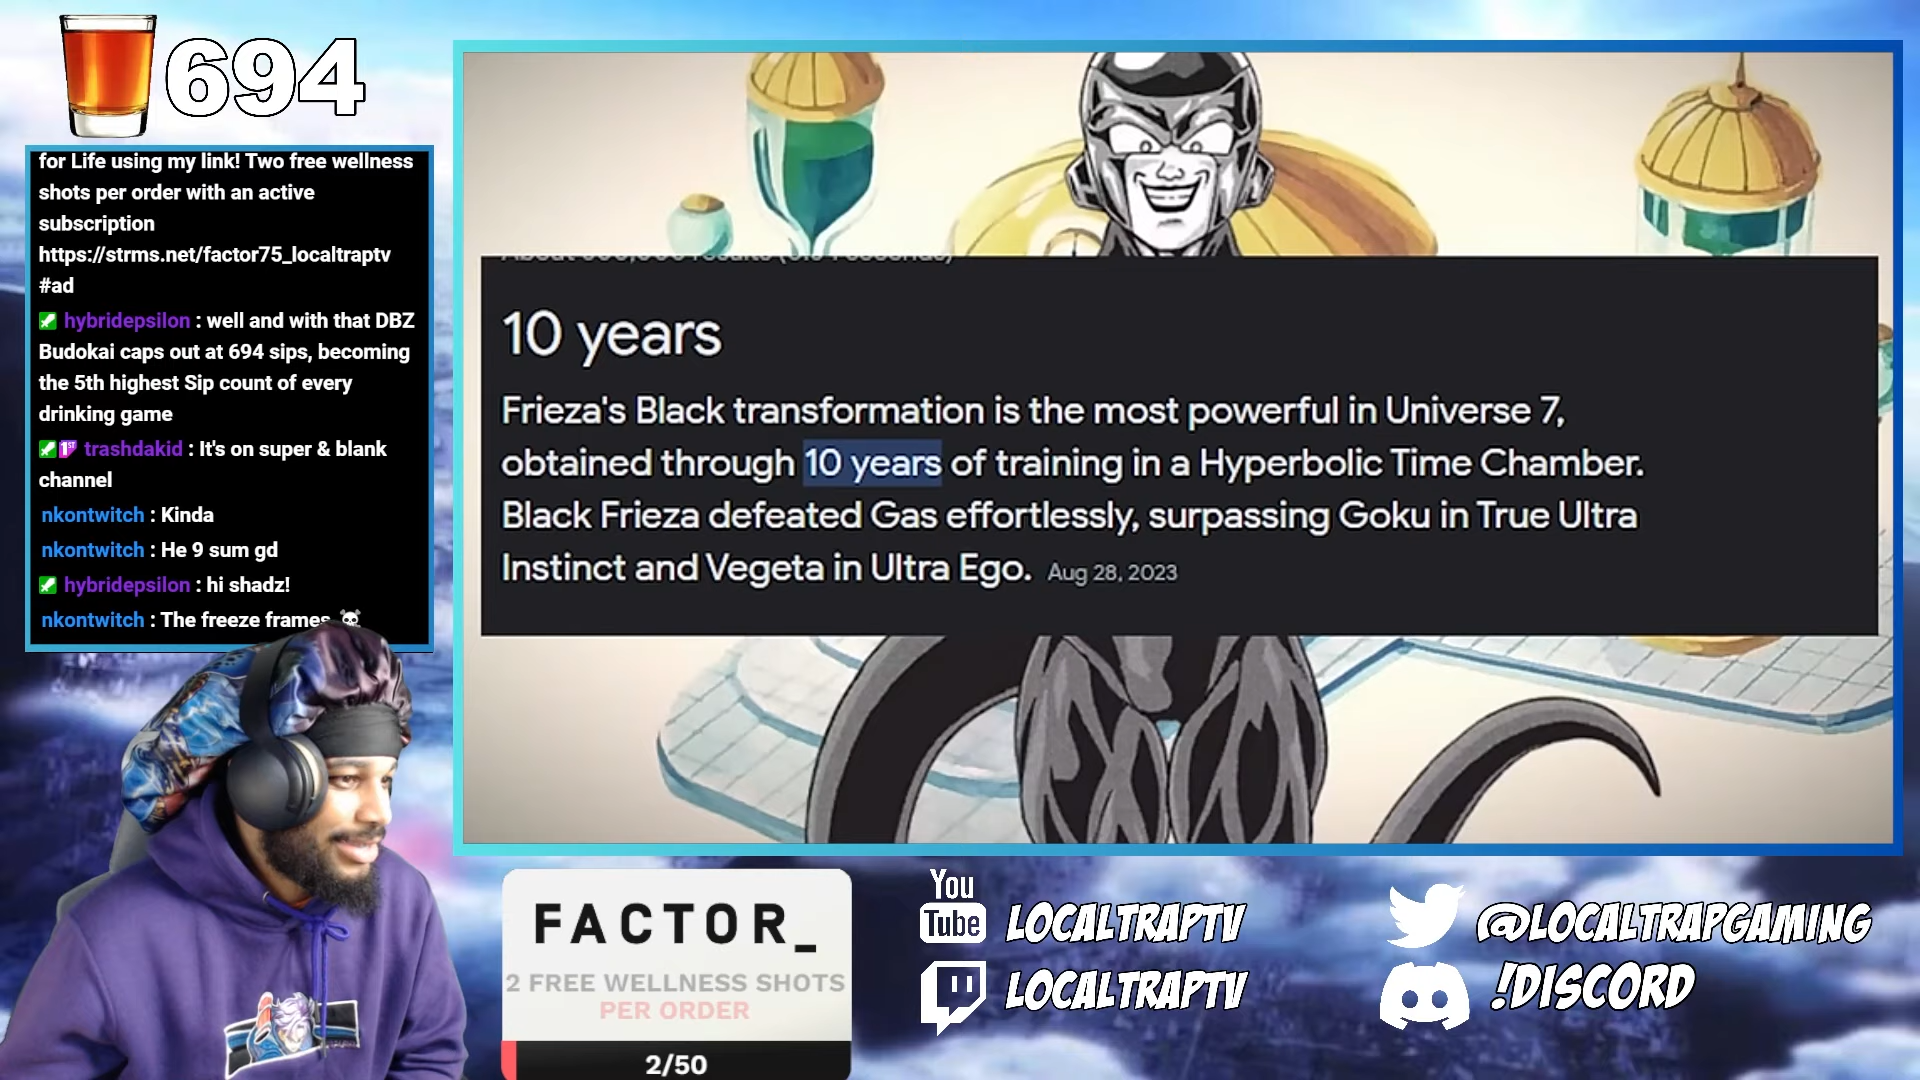 694
for Life using my link! Two free wellness
shots per order with an active
subscription
https://strms.net/factor75_localtraptv
#ad
hybridepsilon : well and with that DBZ
Budokai caps out at 694 sips, becoming
the 5th highest Sip count of every
drinking game
1ST trashdakid : It's on super & blank
channel
nkontwitch : Kinda
nkontwitch : He 9 sum gd
hybridepsilon : hi shadz!
nkontwitch : The freeze frames ☠️
10 years
Frieza's Black transformation is the most powerful in Universe 7,
obtained through 10 years of training in a Hyperbolic Time Chamber.
Black Frieza defeated Gas effortlessly, surpassing Goku in True Ultra
Instinct and Vegeta in Ultra Ego. Aug 28, 2023
FACTOR_
2 FREE WELLNESS SHOTS
PER ORDER
2/50
You
Tube LOCALTRAPTV
LOCALTRAPTV
@LOCALTRAPGAMING
!DISCORD